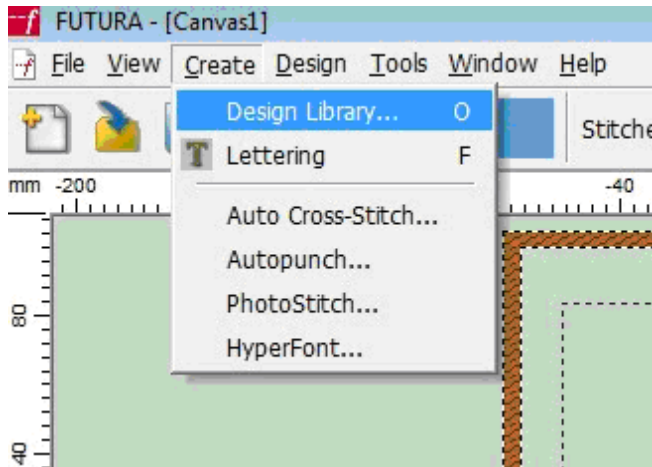 FUTURA - [Canvas1]
File View Create Design Tools Window Help
Design Library... O
Stitche
T Lettering F
mm -200 -40
Auto Cross-Stitch...
Autopunch...
PhotoStitch...
80
HyperFont...
40